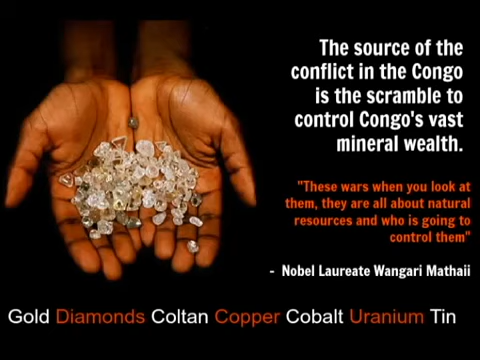 The source of the
conflict in the Congo
is the scramble to
control Congo's vast
mineral wealth.
"These wars when you look at
them, they are all about natural
resources and who is going to
control them"
- Nobel Laureate Wangari Mathaii
Gold Diamonds Coltan Copper Cobalt Uranium Tin